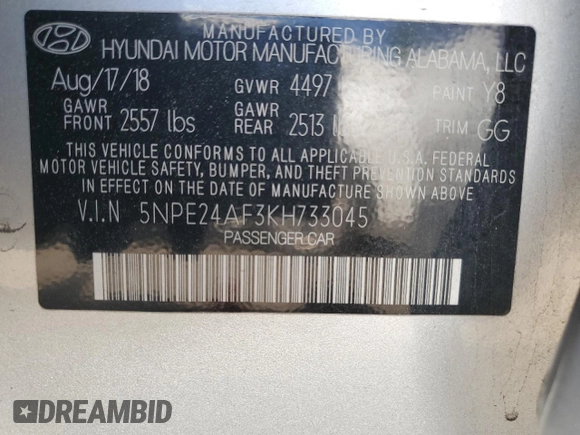 MANUFACTURED BY
HYUNDAI MOTOR MANUFACTURING ALABAMA, LLC
Aug/17/18 GVWR 4497 PAINT Y8
GAWR FRONT 2557 lbs GAWR REAR 2513 TRIM GG
THIS VEHICLE CONFORMS TO ALL APPLICABLE U.S.A. FEDERAL
MOTOR VEHICLE SAFETY, BUMPER, AND THEFT PREVENTION STANDARDS
IN EFFECT ON THE DATE OF MANUFACTURE SHOWN ABOVE.
V.I.N 5NPE24AF3KH733045
PASSENGER CAR
DREAMBID